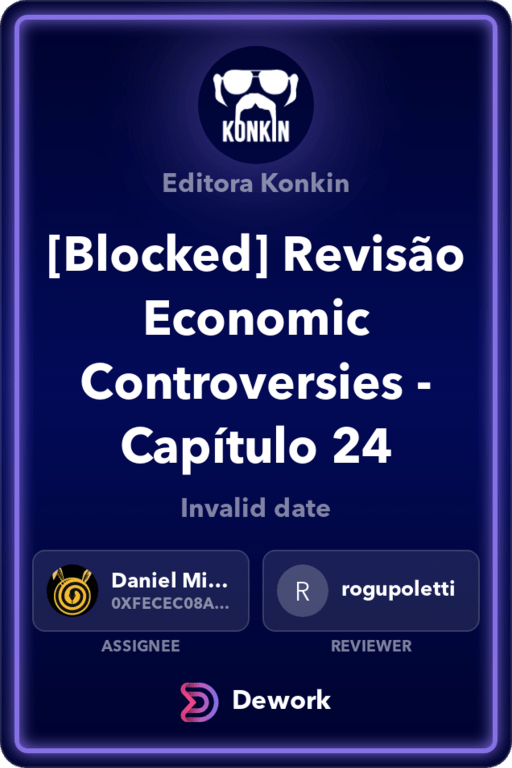 KONKIN
Editora Konkin
[Blocked] Revisão
Economic
Controversies -
Capítulo 24
Invalid date
Daniel Mi...
0XFECEC08A...
R
rogupoletti
ASSIGNEE
REVIEWER
Dework